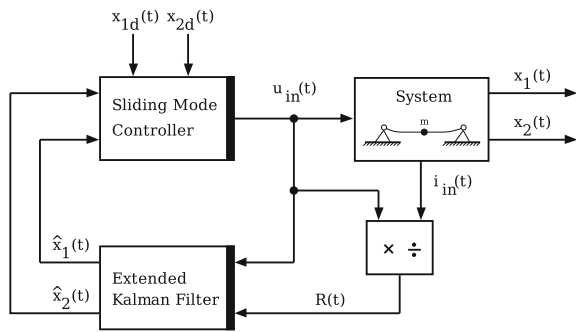 x1d(t) x2d(t)
Sliding Mode
Controller
uin(t)
System
m
x1(t)
x2(t)
iin(t)
× ÷
x̂1(t)
x̂2(t)
Extended
Kalman Filter
R(t)